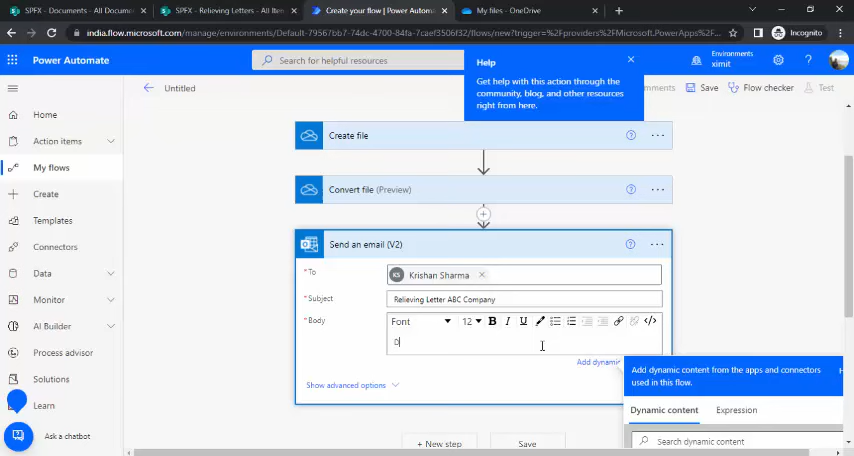 SPFX - Documents - All Docume
SPFX - Relieving Letters - All Item
Create your flow | Power Automate
My files - OneDrive
india.flow.microsoft.com/manage/environments/Default-79567bb7-74dc-4700-84fa-7caef3506f32/flows/new?trigger=%2Fproviders%2FMicrosoft.PowerApps%2F
Incognito
Power Automate
Search for helpful resources
Help
Get help with this action through the
community, blog, and other resources
right from here.
Environments
ximit
Untitled
mments
Save
Flow checker
Test
Home
Action items
My flows
Create
Templates
Connectors
Data
Monitor
AI Builder
Process advisor
Solutions
Learn
Ask a chatbot
Create file
Convert file (Preview)
Send an email (V2)
* To
KS Krishan Sharma
* Subject
Relieving Letter ABC Company
* Body
Font
12
B I U
D
Add dynamic
Show advanced options
+ New step
Save
Add dynamic content from the apps and connectors
used in this flow.
H
Dynamic content
Expression
Search dynamic content